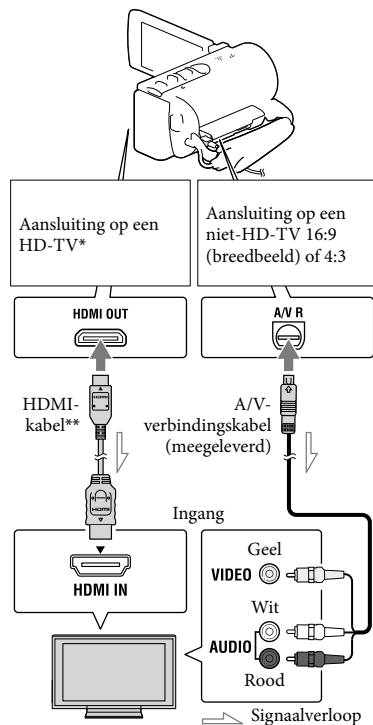 Aansluiting op een
HD-TV*
Aansluiting op een
niet-HD-TV 16:9
(breedbeeld) of 4:3
HDMI OUT
A/V R
HDMI-
kabel**
A/V-
verbindingskabel
(meegeleverd)
Ingang
HDMI IN
Geel
VIDEO
Wit
AUDIO
Rood
Signaalverloop